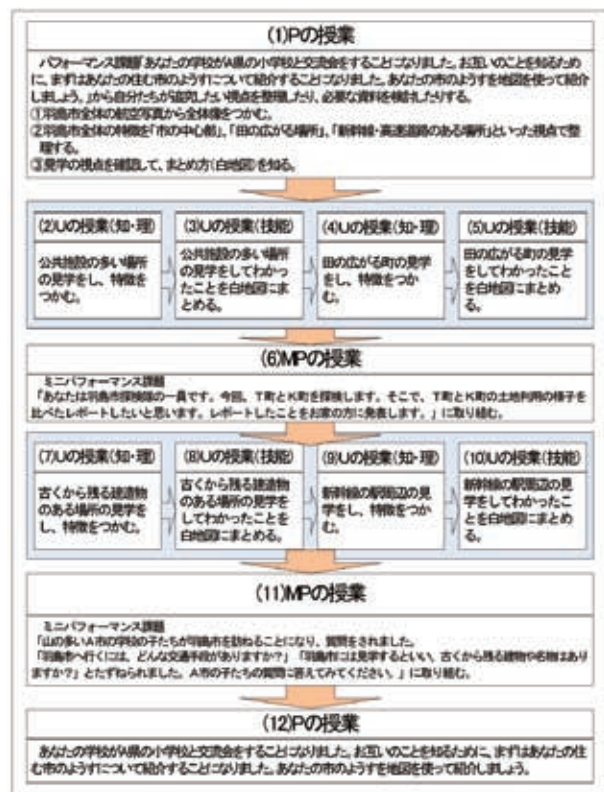 (1)Pの授業
パフォーマンス課題「あなたの学校がA県の小学校と交流会をすることになりました。お互いのことを知るため
に、まずはあなたの住む市のようすについて紹介することになりました。あなたの市のようすを地図を使って紹介
しましょう。」から自分たちが追究したい視点を整理したり、必要な資料を検討したりする。
①羽島市全体の航空写真から全体像をつかむ。
②羽島市全体の特徴を「市の中心部」、「田の広がる場所」、「新幹線・高速道路のある場所」といった視点で整
理する。
③見学の視点を確認して、まとめ方(白地図)を知る。
(2)Uの授業(知・理)
公共施設の多い場所
の見学をし、特徴を
つかむ。
(3)Uの授業(技能)
公共施設の多い場所
の見学をしてわかっ
たことを白地図にま
とめる。
(4)Uの授業(知・理)
田の広がる町の見学
をし、特徴をつか
む。
(5)Uの授業(技能)
田の広がる町の見学
をしてわかったこと
を白地図にまとめ
る。
(6)MPの授業
ミニパフォーマンス課題
「あなたは羽島市探検隊の一員です。今回、T町とK町を探検します。そこで、T町とK町の土地利用の様子を
比べたレポートしたいと思います。レポートしたことをお家の方に発表します。」に取り組む。
(7)Uの授業(知・理)
古くから残る建造物
のある場所の見学を
し、特徴をつかむ。
(8)Uの授業(技能)
古くから残る建造物
のある場所の見学を
してわかったことを
白地図にまとめる。
(9)Uの授業(知・理)
新幹線の駅周辺の見
学をし、特徴をつか
む。
(10)Uの授業(技能)
新幹線の駅周辺の見
学をしてわかったこ
とを白地図にまとめ
る。
(11)MPの授業
ミニパフォーマンス課題
「山の多いA市の学校の子たちが羽島市を訪ねることになり、質問をされました。
「羽島市へ行くには、どんな交通手段がありますか？」「羽島市には見学するといい、古くから残る建物や名物はあり
ますか？」とたずねられました。A市の子たちの質問に答えてみてください。」に取り組む。
(12)Pの授業
あなたの学校がA県の小学校と交流会をすることになりました。お互いのことを知るために、まずはあなたの住
む市のようすについて紹介することになりました。あなたの市のようすを地図を使って紹介しましょう。